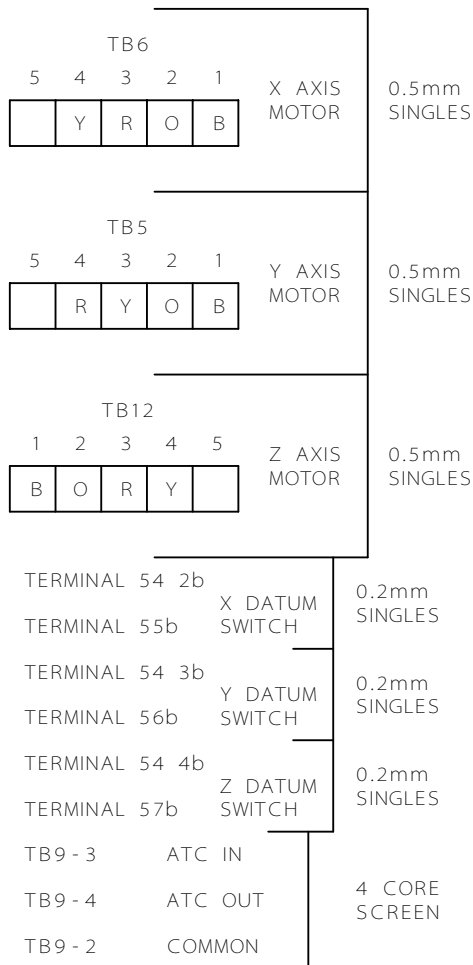 TB6
5 4 3 2 1
X AXIS MOTOR
0.5mm SINGLES
Y R O B
TB5
5 4 3 2 1
Y AXIS MOTOR
0.5mm SINGLES
R Y O B
TB12
1 2 3 4 5
Z AXIS MOTOR
0.5mm SINGLES
B O R Y
TERMINAL 54 2b
TERMINAL 55b
X DATUM SWITCH
0.2mm SINGLES
TERMINAL 54 3b
TERMINAL 56b
Y DATUM SWITCH
0.2mm SINGLES
TERMINAL 54 4b
TERMINAL 57b
Z DATUM SWITCH
0.2mm SINGLES
TB9-3 ATC IN
TB9-4 ATC OUT
TB9-2 COMMON
4 CORE SCREEN